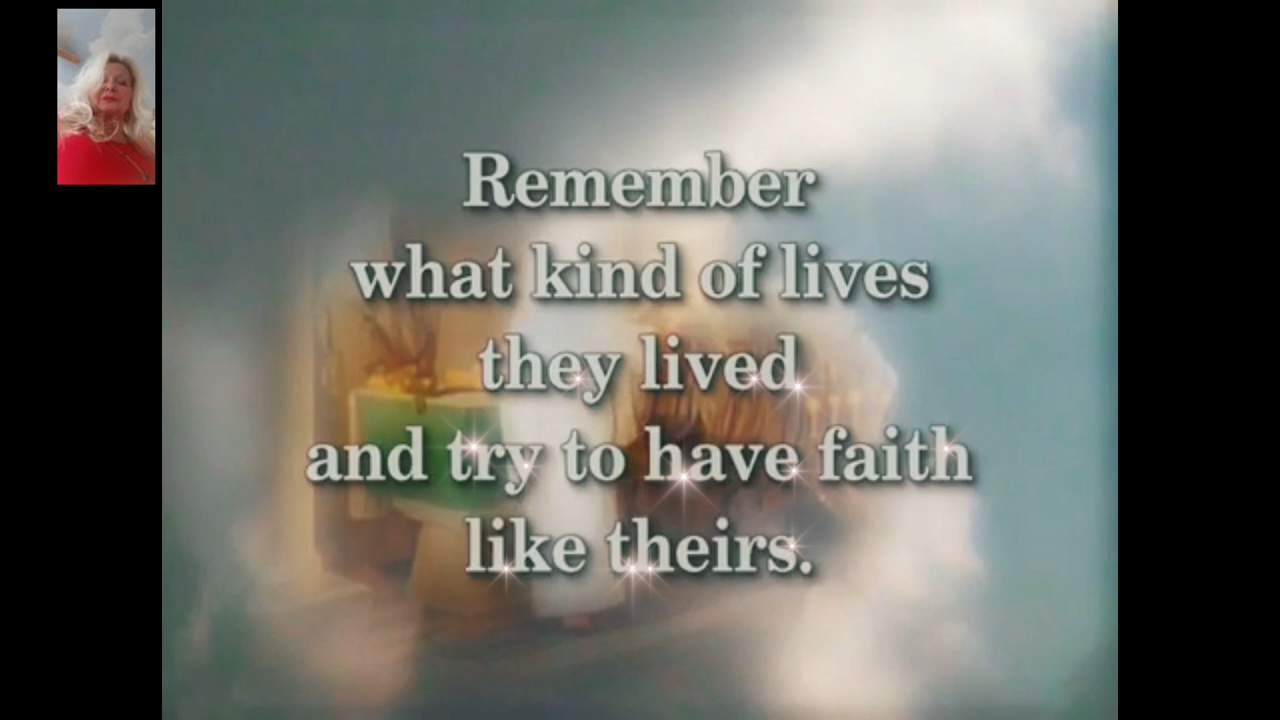 Remember
what kind of lives
they lived
and try to have faith
like theirs.